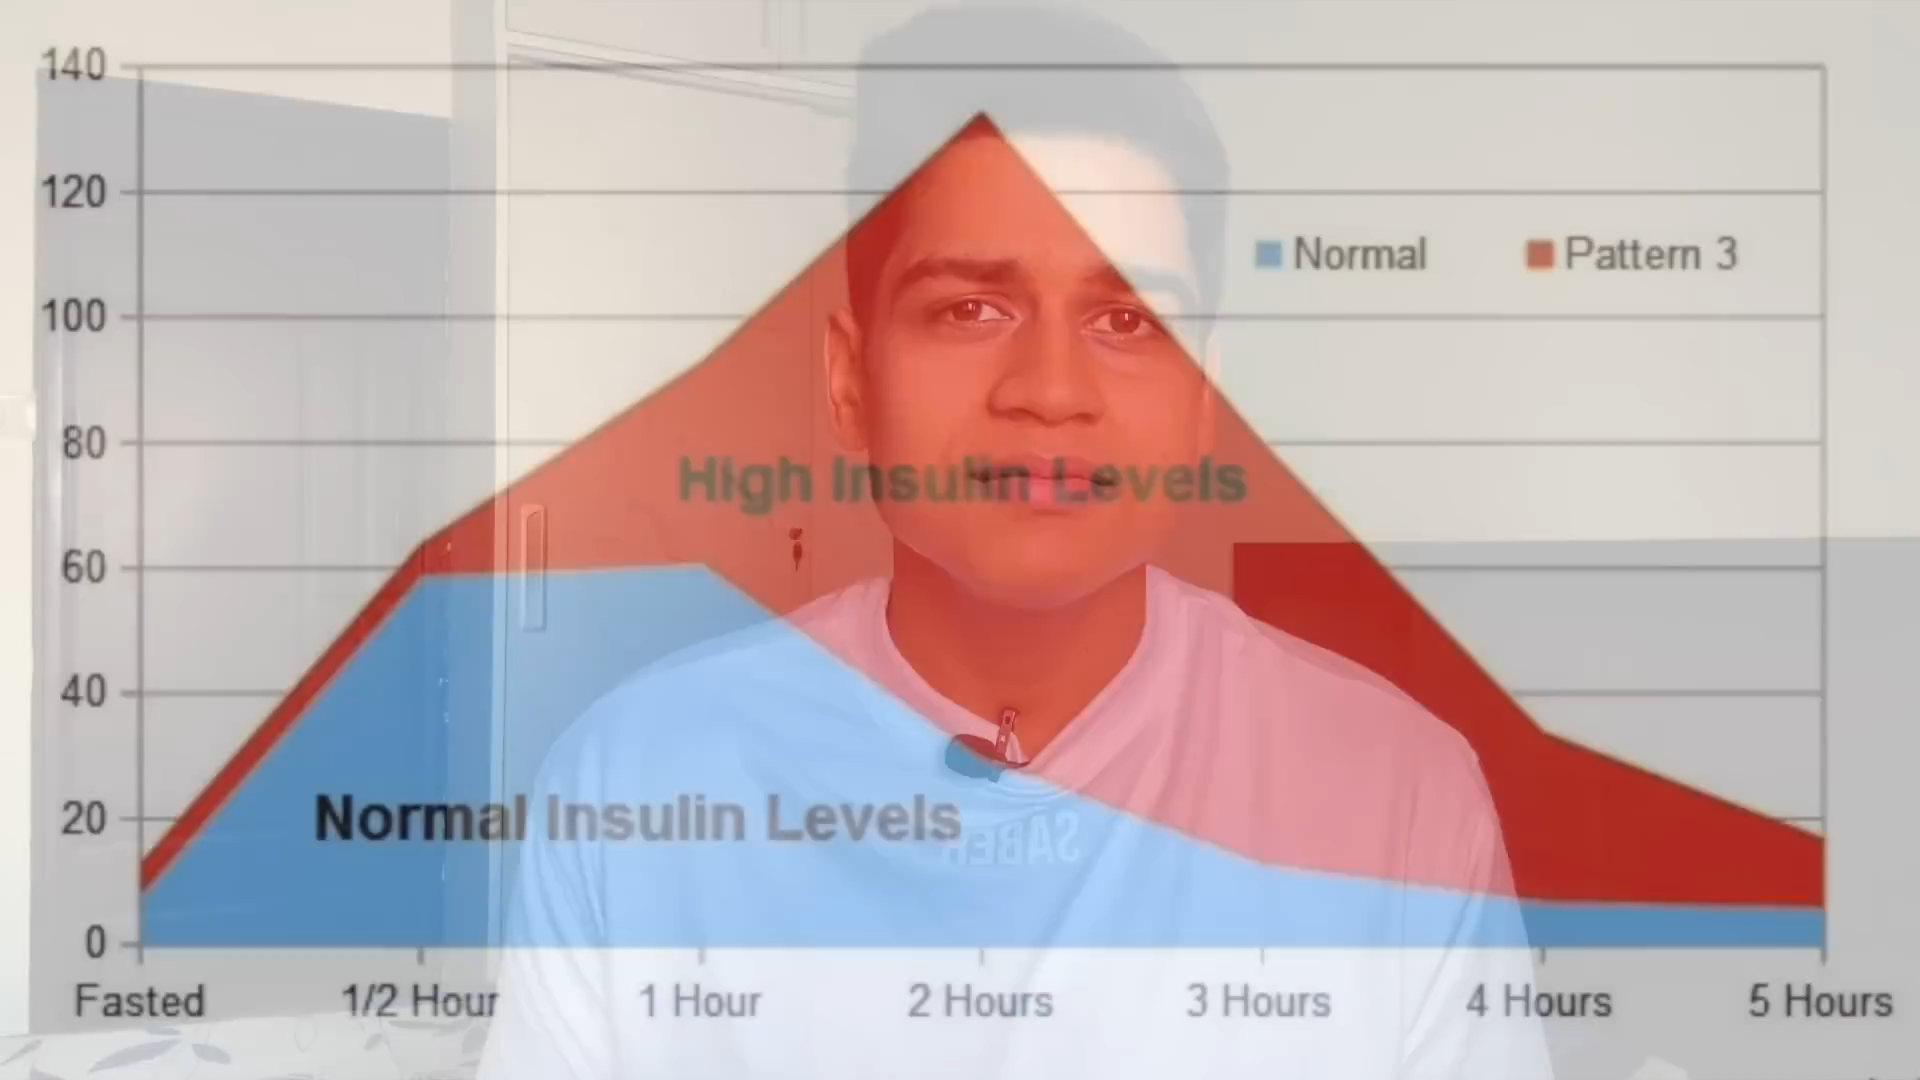 140
120
100
80
60
40
20
0
Normal
Pattern 3
High Insulin Levels
Normal Insulin Levels
SABER
Fasted
1/2 Hour
1 Hour
2 Hours
3 Hours
4 Hours
5 Hours